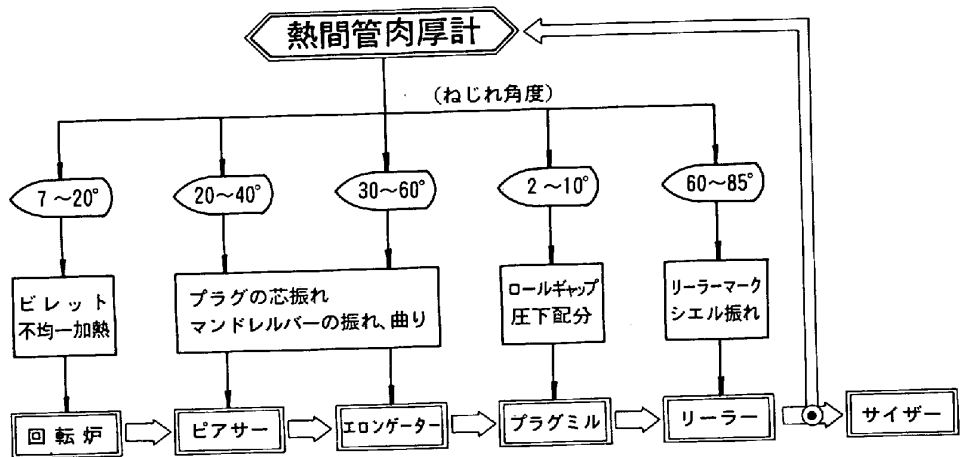 熱間管肉厚計
(ねじれ角度)
7～20°
20～40°
30～60°
2～10°
60～85°
ビレット
不均一加熱
プラグの芯振れ
マンドレルバーの振れ、曲り
ロールギャップ
圧下配分
リーラーマーク
シエル振れ
回転炉
ピアサー
エロンゲーター
プラグミル
リーラー
サイザー